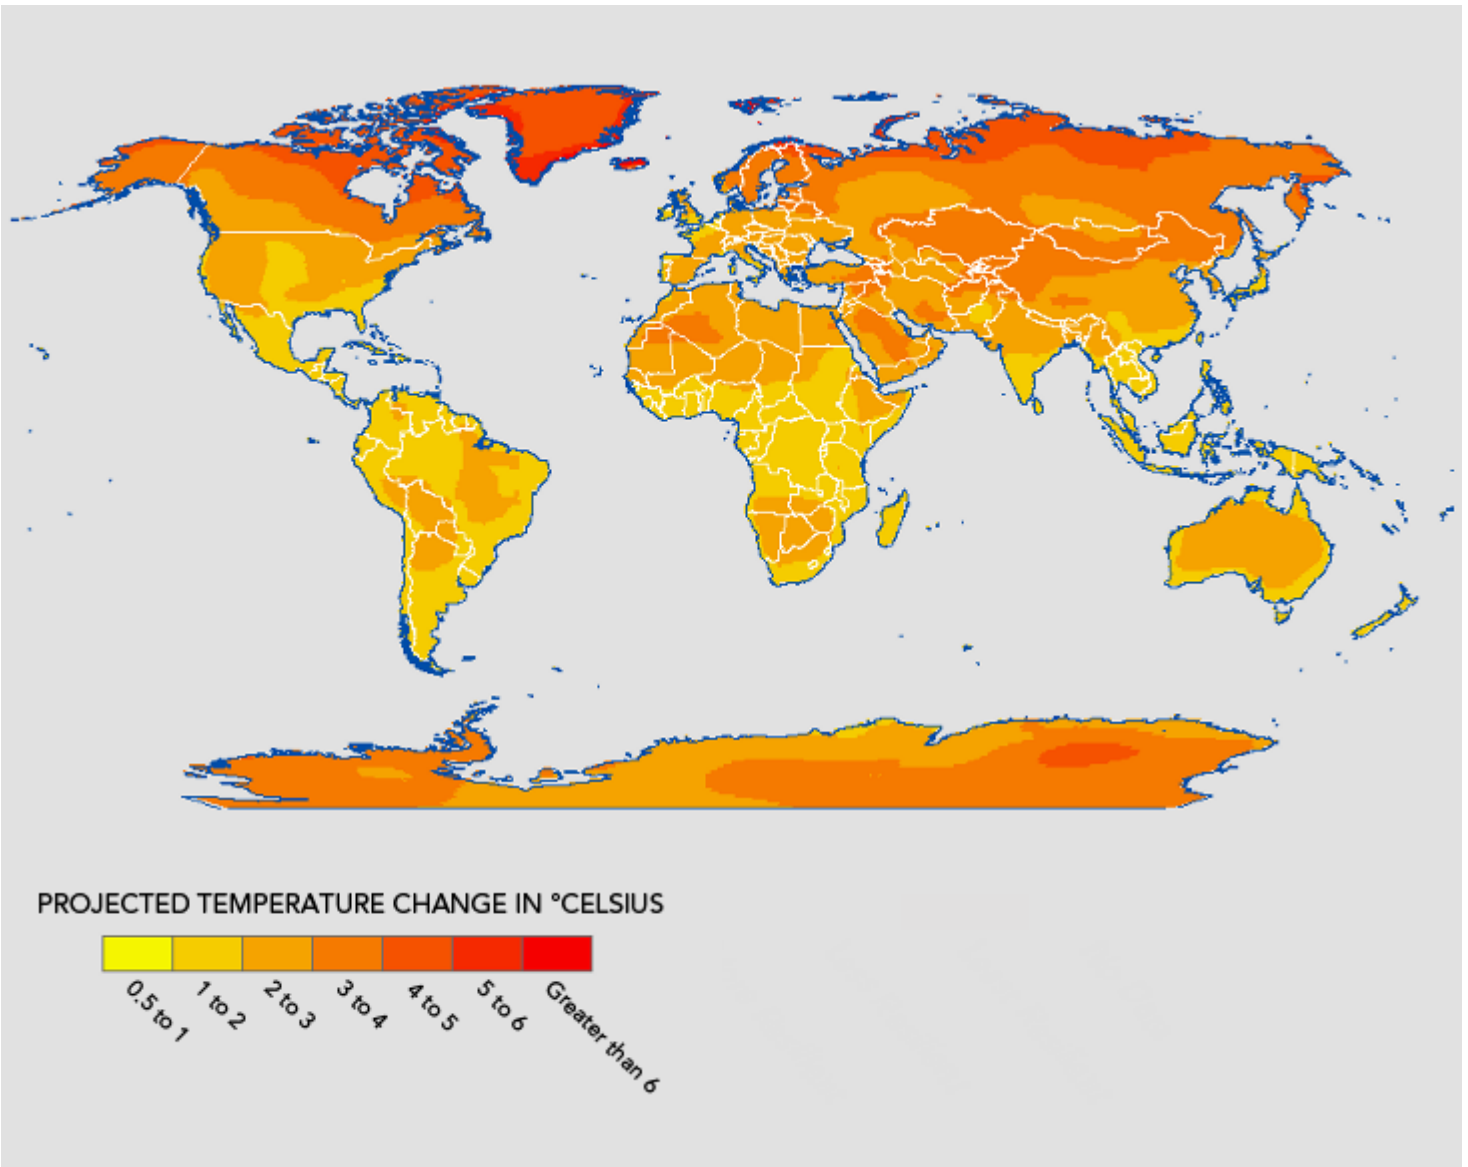 PROJECTED TEMPERATURE CHANGE IN °CELSIUS
0.5 to 1
1 to 2
2 to 3
3 to 4
4 to 5
5 to 6
Greater than 6